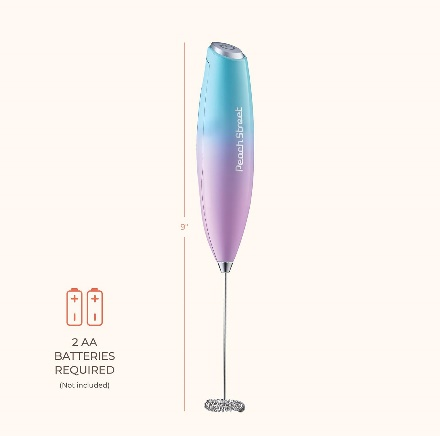 Peach Street
9"
2 AA
BATTERIES
REQUIRED
(Not included)